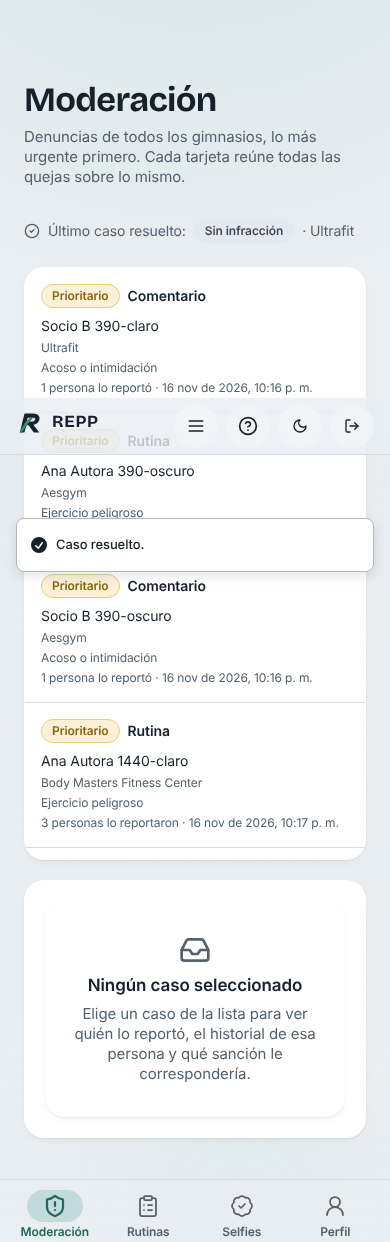 Moderación
Denuncias de todos los gimnasios, lo más
urgente primero. Cada tarjeta reúne todas las
quejas sobre lo mismo.
Último caso resuelto: Sin infracción · Ultrafit
Prioritario Comentario
Socio B 390-claro
Ultrafit
Acoso o intimidación
1 persona lo reportó · 16 nov de 2026, 10:16 p. m.
REPP
Prioritario Rutina
Ana Autora 390-oscuro
Aesgym
Ejercicio peligroso
Caso resuelto.
Prioritario Comentario
Socio B 390-oscuro
Aesgym
Acoso o intimidación
1 persona lo reportó · 16 nov de 2026, 10:16 p. m.
Prioritario Rutina
Ana Autora 1440-claro
Body Masters Fitness Center
Ejercicio peligroso
3 personas lo reportaron · 16 nov de 2026, 10:17 p. m.
Ningún caso seleccionado
Elige un caso de la lista para ver
quién lo reportó, el historial de esa
persona y qué sanción le
correspondería.
Moderación Rutinas Selfies Perfil